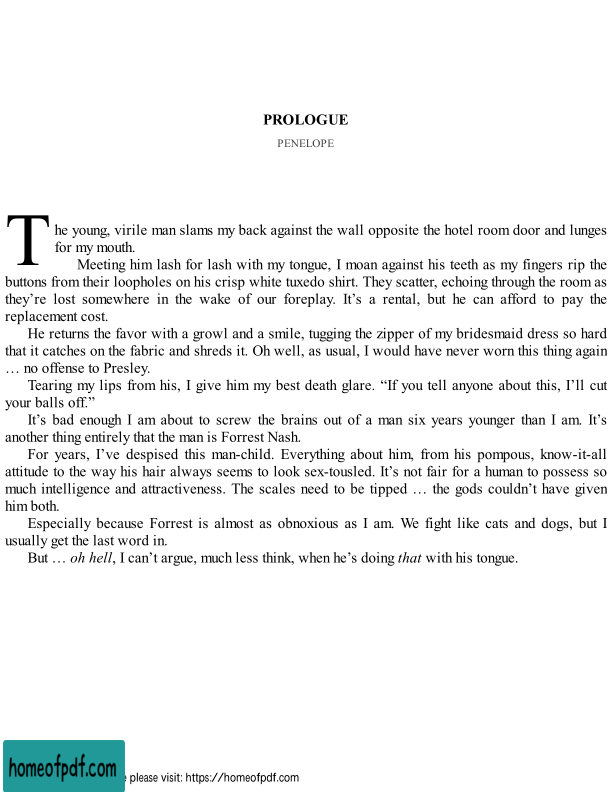 PROLOGUE
PENELOPE
The young, virile man slams my back against the wall opposite the hotel room door and lunges
for my mouth.
Meeting him lash for lash with my tongue, I moan against his teeth as my fingers rip the
buttons from their loopholes on his crisp white tuxedo shirt. They scatter, echoing through the room as
they’re lost somewhere in the wake of our foreplay. It’s a rental, but he can afford to pay the
replacement cost.
He returns the favor with a growl and a smile, tugging the zipper of my bridesmaid dress so hard
that it catches on the fabric and shreds it. Oh well, as usual, I would have never worn this thing again
… no offense to Presley.
Tearing my lips from his, I give him my best death glare. “If you tell anyone about this, I’ll cut
your balls off.”
It’s bad enough I am about to screw the brains out of a man six years younger than I am. It’s
another thing entirely that the man is Forrest Nash.
For years, I’ve despised this man-child. Everything about him, from his pompous, know-it-all
attitude to the way his hair always seems to look sex-tousled. It’s not fair for a human to possess so
much intelligence and attractiveness. The scales need to be tipped … the gods couldn’t have given
him both.
Especially because Forrest is almost as obnoxious as I am. We fight like cats and dogs, but I
usually get the last word in.
But … oh hell, I can’t argue, much less think, when he’s doing that with his tongue.
homeofpdf.com
please visit: https://homeofpdf.com